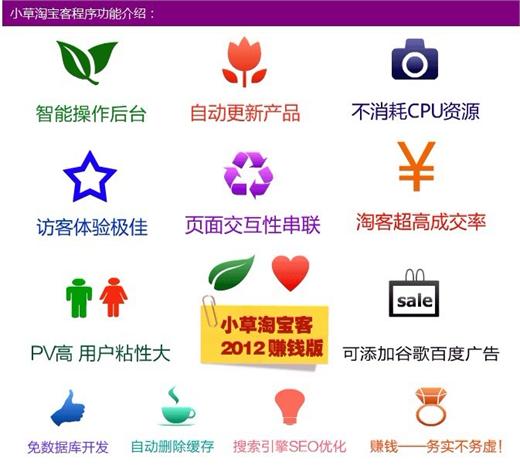 小草淘宝客程序功能介绍：
智能操作后台
自动更新产品
不消耗CPU资源
访客体验极佳
页面交互性串联
淘客超高成交率
sale
小草淘宝客
2012 赚钱版
PV高 用户粘性大
可添加谷歌百度广告
免数据库开发
自动删除缓存
搜索引擎SEO优化
赚钱——务实不务虚！